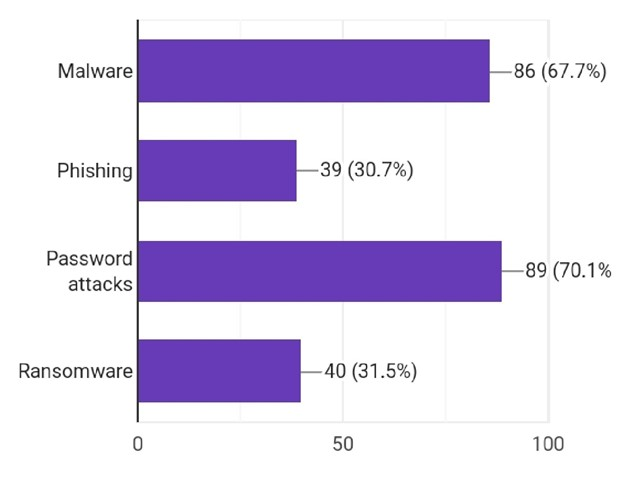 Malware
86 (67.7%)
Phishing
39 (30.7%)
Password
attacks
89 (70.1%
Ransomware
40 (31.5%)
0
50
100